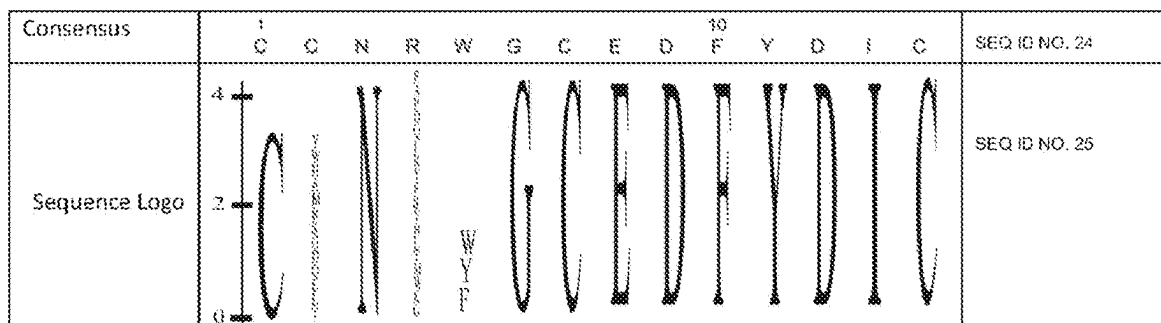 Consensus
1 10
C C N R W G C E D F Y D I C
SEQ ID NO. 24
Sequence Logo
4
2
0
C N W Y F G C E D F Y D I C
SEQ ID NO. 25